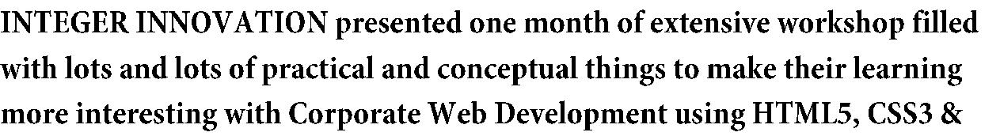 INTEGER INNOVATION presented one month of extensive workshop filled
with lots and lots of practical and conceptual things to make their learning
more interesting with Corporate Web Development using HTML5, CSS3 &